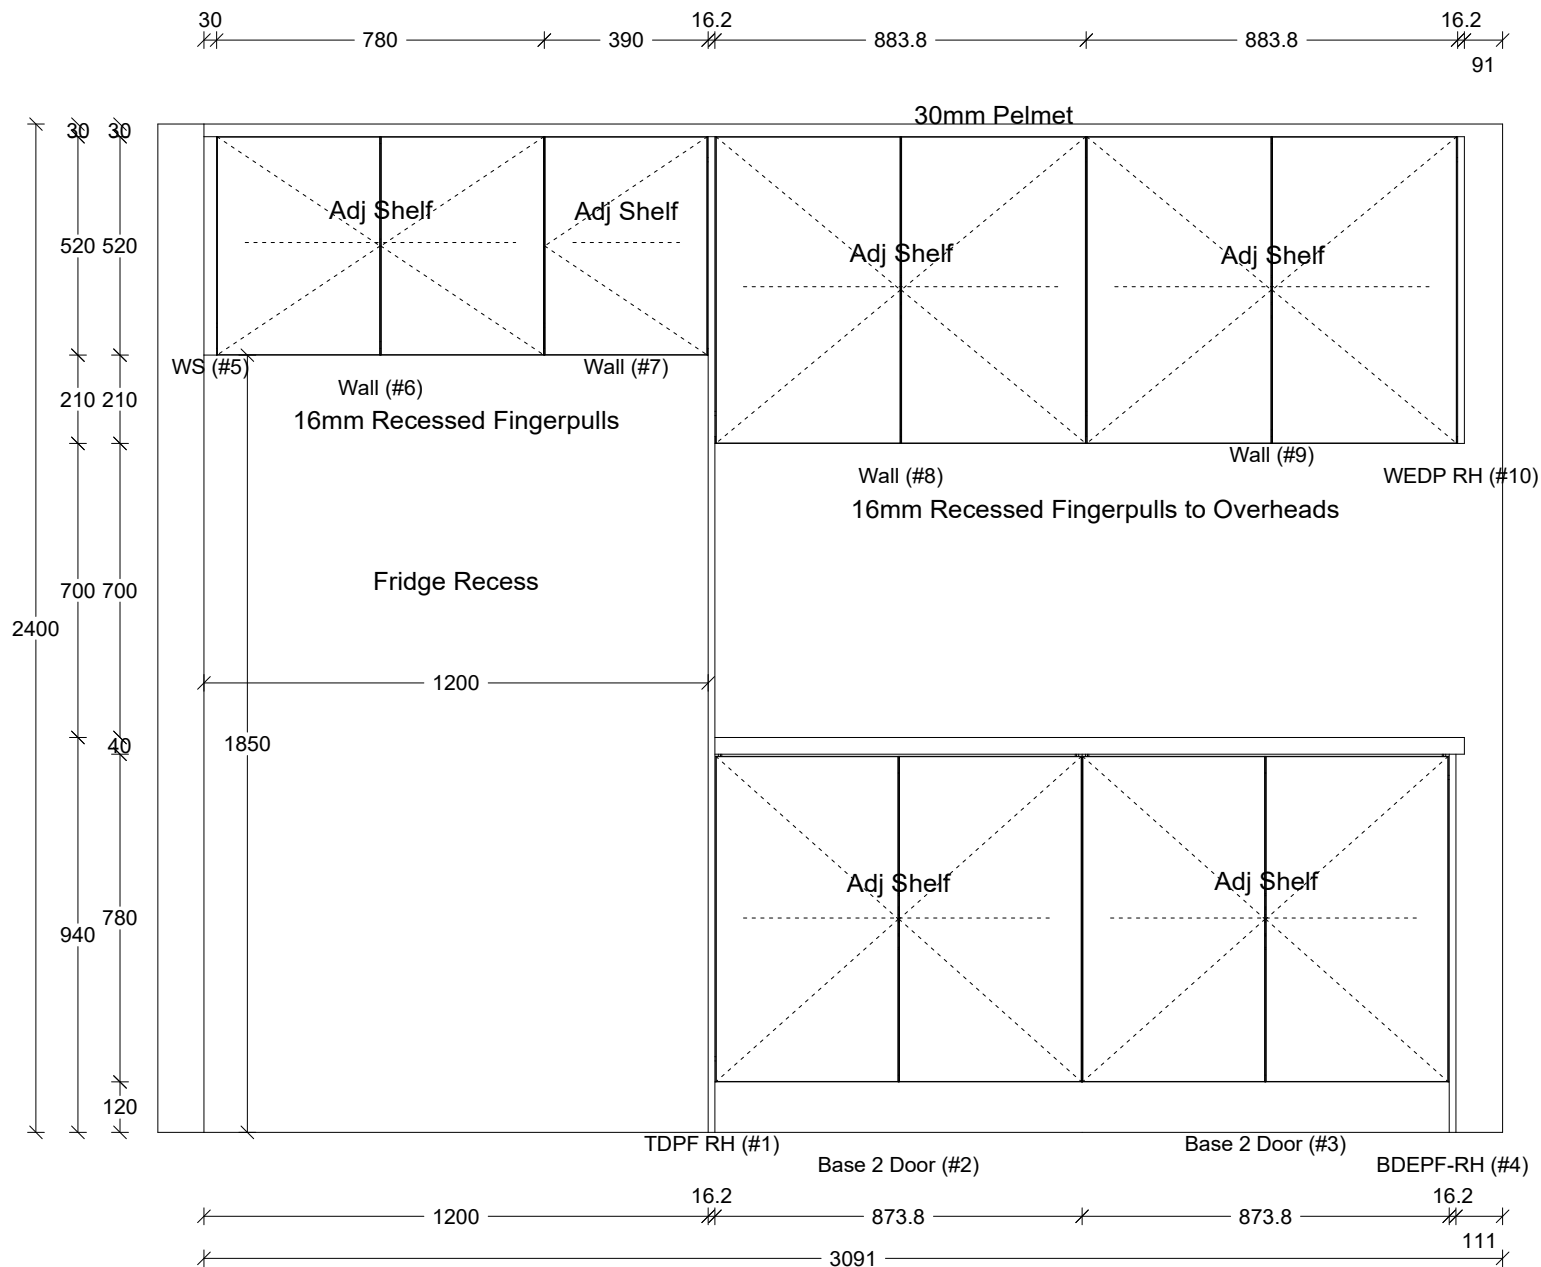 30
16.2
16.2
780
390
883.8
883.8
91
30mm Pelmet
30
30
Adj Shelf
Adj Shelf
Adj Shelf
Adj Shelf
520
520
WS (#5)
Wall (#7)
Wall (#6)
210
210
16mm Recessed Fingerpulls
Wall (#9)
Wall (#8)
WEDP RH (#10)
16mm Recessed Fingerpulls to Overheads
Fridge Recess
700
700
2400
1200
40
1850
Adj Shelf
Adj Shelf
780
940
120
TDPF RH (#1)
Base 2 Door (#3)
Base 2 Door (#2)
BDEPF-RH (#4)
16.2
16.2
1200
873.8
873.8
111
3091